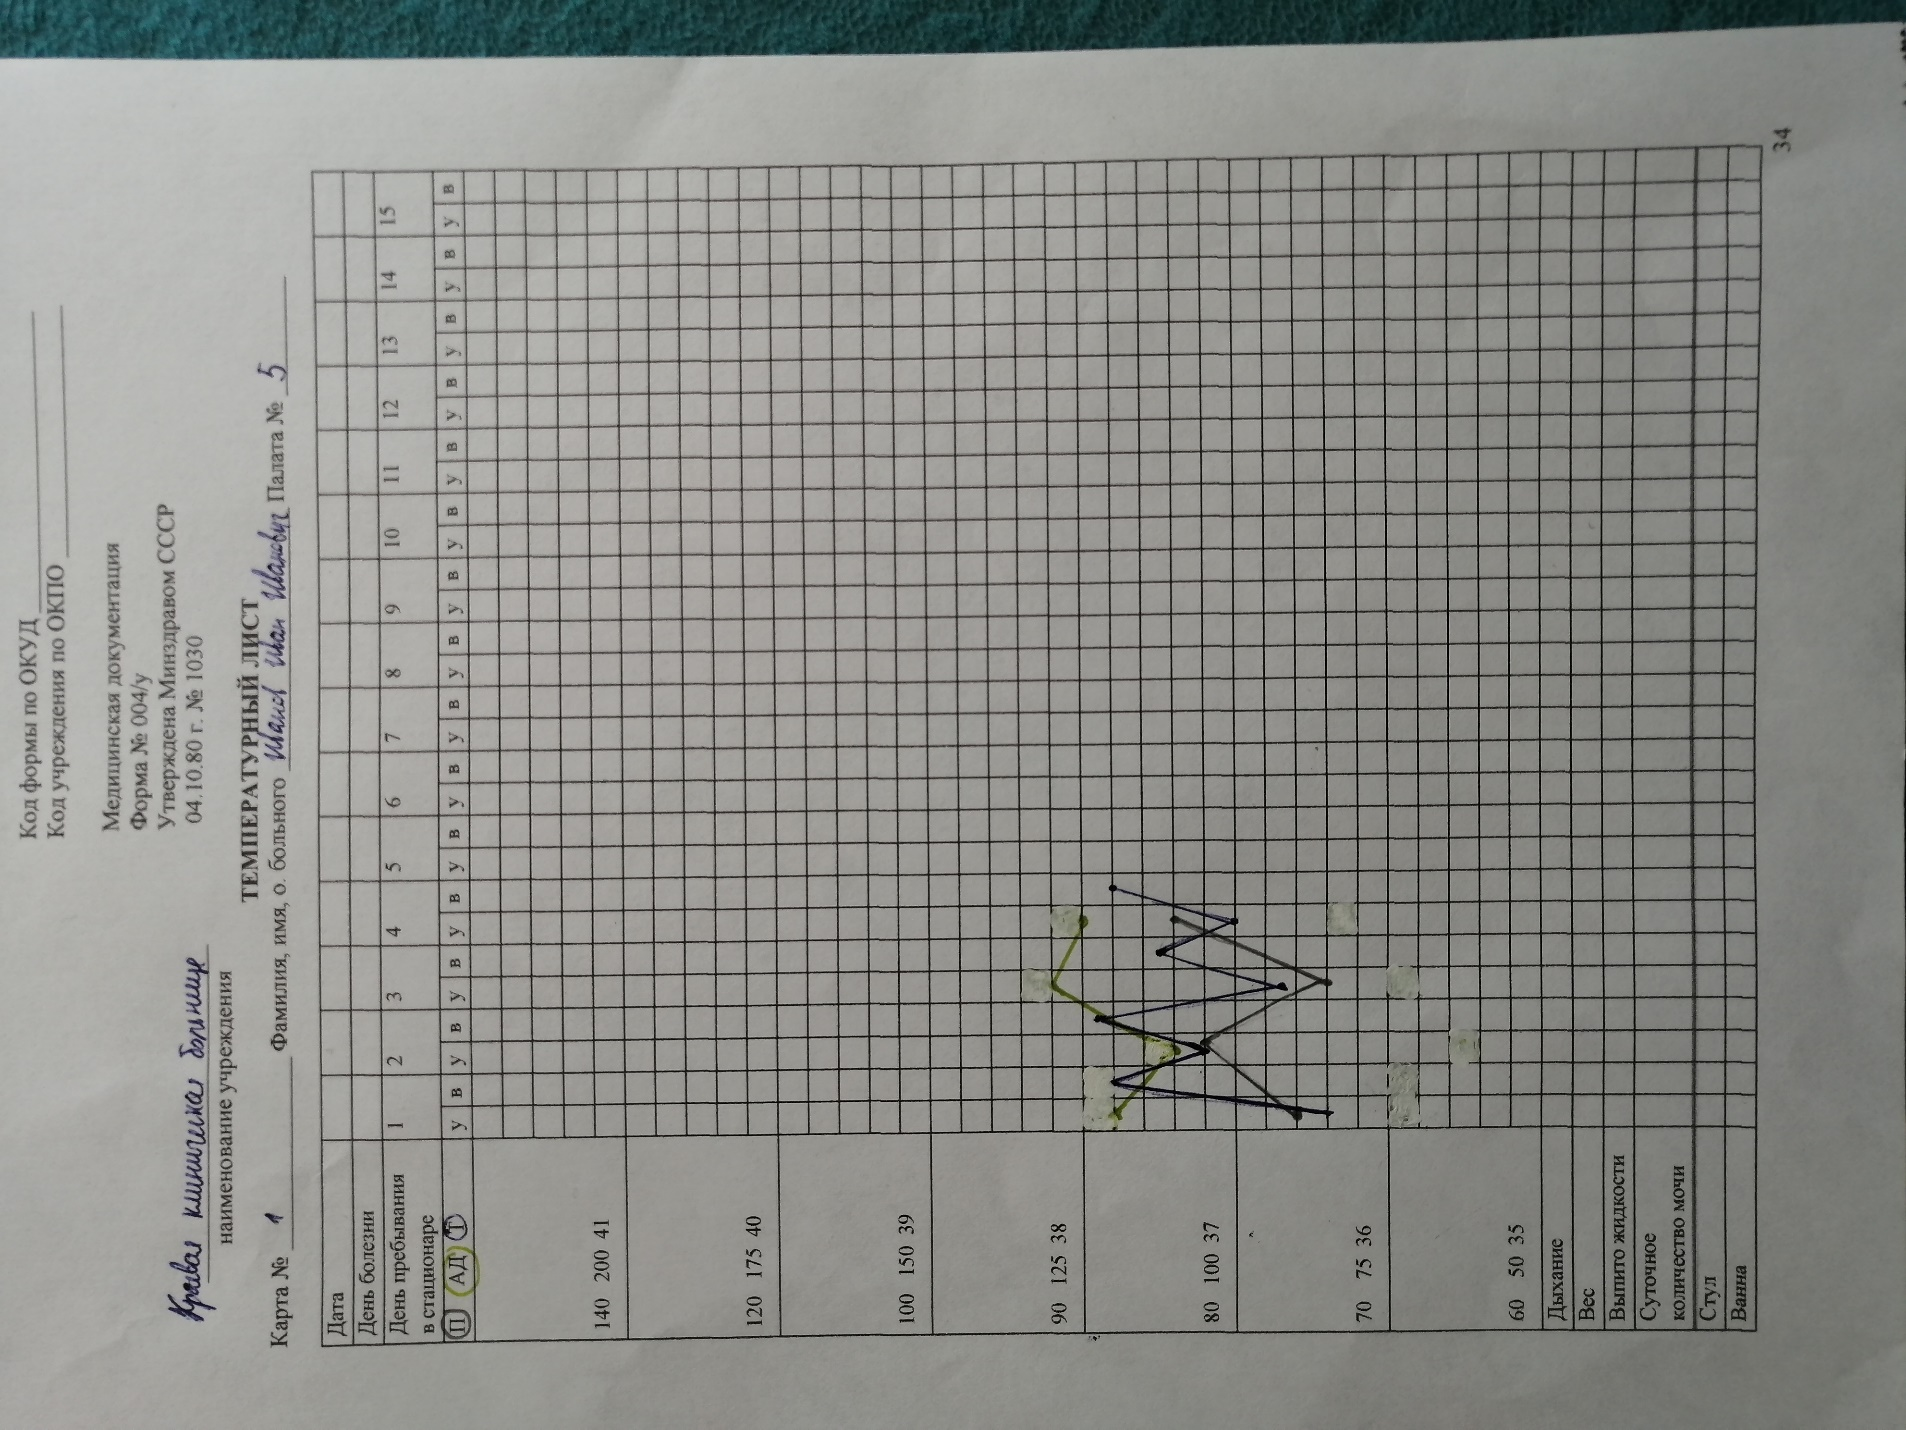 Код формы по ОКУД
Код учреждения по ОКПО
Медицинская документация
Форма № 004/у
Утверждена Минздравом СССР
04.10.80 г. № 1030
Краевая клиническая больница
наименование учреждения
ТЕМПЕРАТУРНЫЙ ЛИСТ
Карта № 1 Фамилия, имя, о. больного Иванов Иван Иванович Палата № 5
Дата
День болезни
День пребывания в стационаре 1 2 3 4 5 6 7 8 9 10 11 12 13 14 15
П АД Т у в у в у в у в у в у в у в у в у в у в у в у в у в у в у в
140 200 41
120 175 40
100 150 39
90 125 38
80 100 37
70 75 36
60 50 35
Дыхание
Вес
Выпито жидкости
Суточное
количество мочи
Стул
Ванна
34